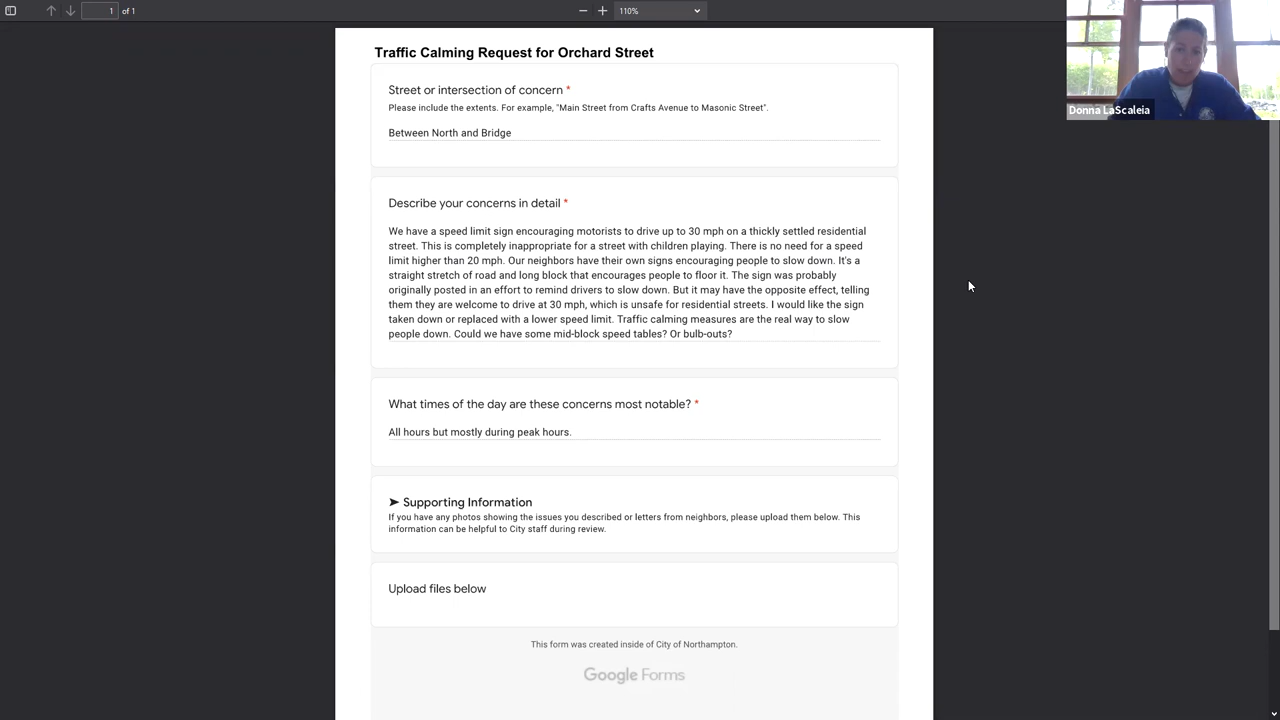 1 of 1
110%
Donna LaScaleia
Traffic Calming Request for Orchard Street
Street or intersection of concern *
Please include the extents. For example, "Main Street from Crafts Avenue to Masonic Street".
Between North and Bridge
Describe your concerns in detail *
We have a speed limit sign encouraging motorists to drive up to 30 mph on a thickly settled residential
street. This is completely inappropriate for a street with children playing. There is no need for a speed
limit higher than 20 mph. Our neighbors have their own signs encouraging people to slow down. It's a
straight stretch of road and long block that encourages people to floor it. The sign was probably
originally posted in an effort to remind drivers to slow down. But it may have the opposite effect, telling
them they are welcome to drive at 30 mph, which is unsafe for residential streets. I would like the sign
taken down or replaced with a lower speed limit. Traffic calming measures are the real way to slow
people down. Could we have some mid-block speed tables? Or bulb-outs?
What times of the day are these concerns most notable? *
All hours but mostly during peak hours.
➤ Supporting Information
If you have any photos showing the issues you described or letters from neighbors, please upload them below. This
information can be helpful to City staff during review.
Upload files below
This form was created inside of City of Northampton.
Google Forms